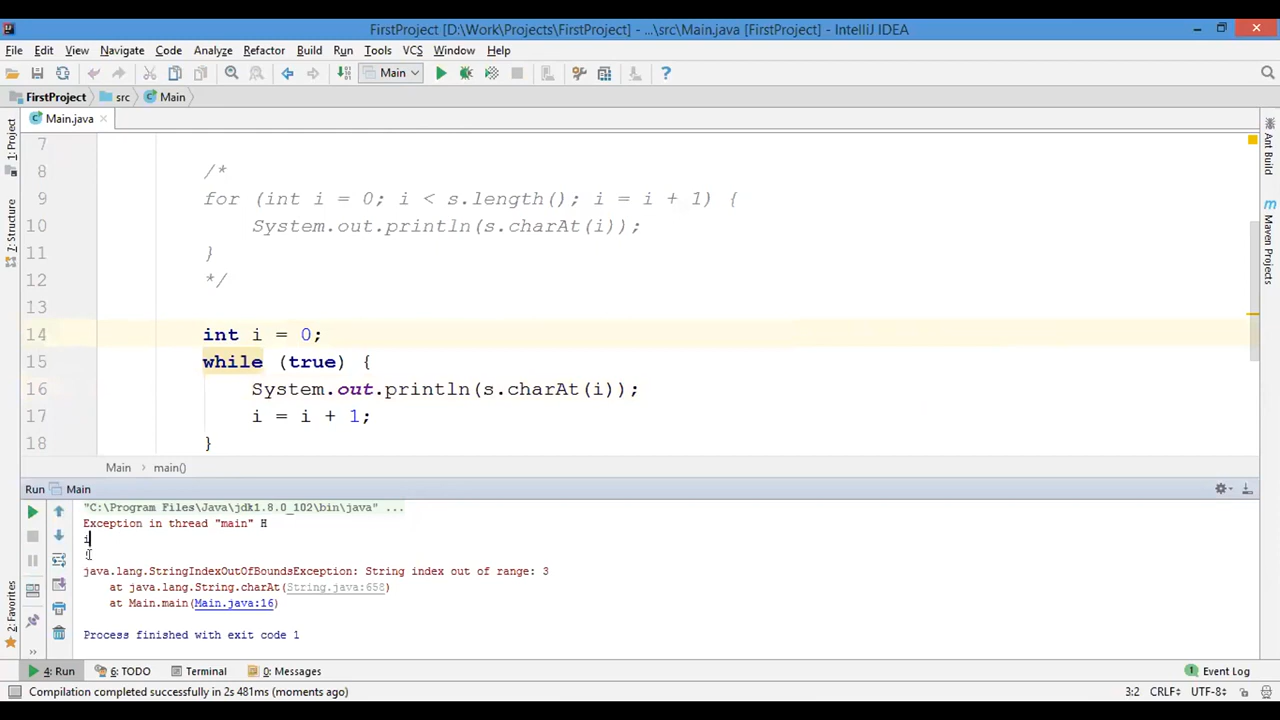 FirstProject [D:\Work\Projects\FirstProject] - ...\src\Main.java [FirstProject] - IntelliJ IDEA
File Edit View Navigate Code Analyze Refactor Build Run Tools VCS Window Help
Main
FirstProject src Main
Main.java
1: Project
7: Structure
2: Favorites
Ant Build
Maven Projects
7
8 /*
9 for (int i = 0; i < s.length(); i = i + 1) {
10 System.out.println(s.charAt(i));
11 }
12 */
13
14 int i = 0;
15 while (true) {
16 System.out.println(s.charAt(i));
17 i = i + 1;
18 }
Main main()
Run Main
"C:\Program Files\Java\jdk1.8.0_102\bin\java" ...
Exception in thread "main" H
i
java.lang.StringIndexOutOfBoundsException: String index out of range: 3
at java.lang.String.charAt(String.java:658)
at Main.main(Main.java:16)
Process finished with exit code 1
4: Run 6: TODO Terminal 0: Messages Event Log
Compilation completed successfully in 2s 481ms (moments ago) 3:2 CRLF UTF-8